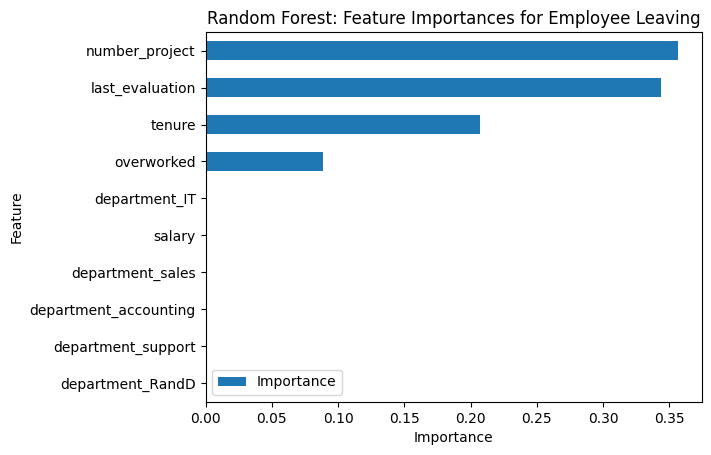 Random Forest: Feature Importances for Employee Leaving
number_project
last_evaluation
tenure
overworked
department_IT
salary
department_sales
department_accounting
department_support
department_RandD
Feature
Importance
0.00 0.05 0.10 0.15 0.20 0.25 0.30 0.35
Importance